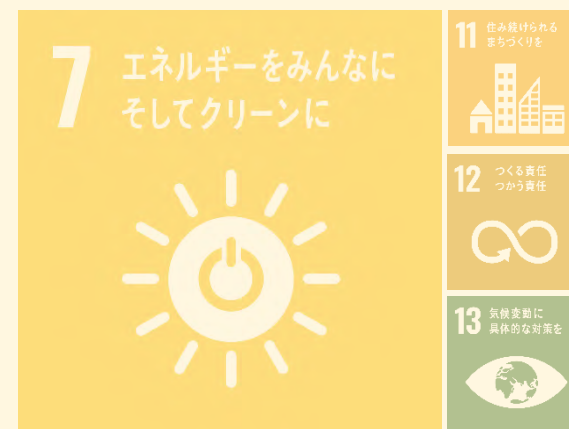 7 エネルギーをみんなに
そしてクリーンに
11 住み続けられる
まちづくりを
12 つくる責任
つかう責任
13 気候変動に
具体的な対策を